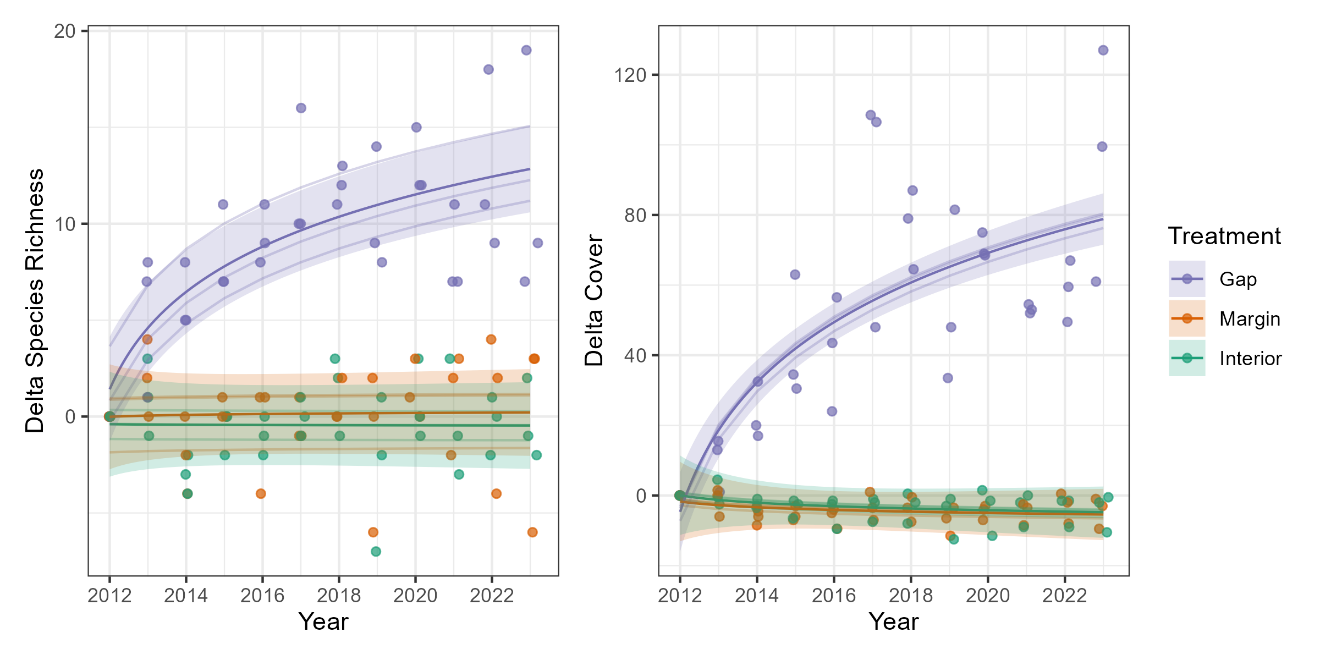 Delta Species Richness
20
10
0
2012 2014 2016 2018 2020 2022
Year
Delta Cover
120
80
40
0
2012 2014 2016 2018 2020 2022
Year
Treatment
Gap
Margin
Interior